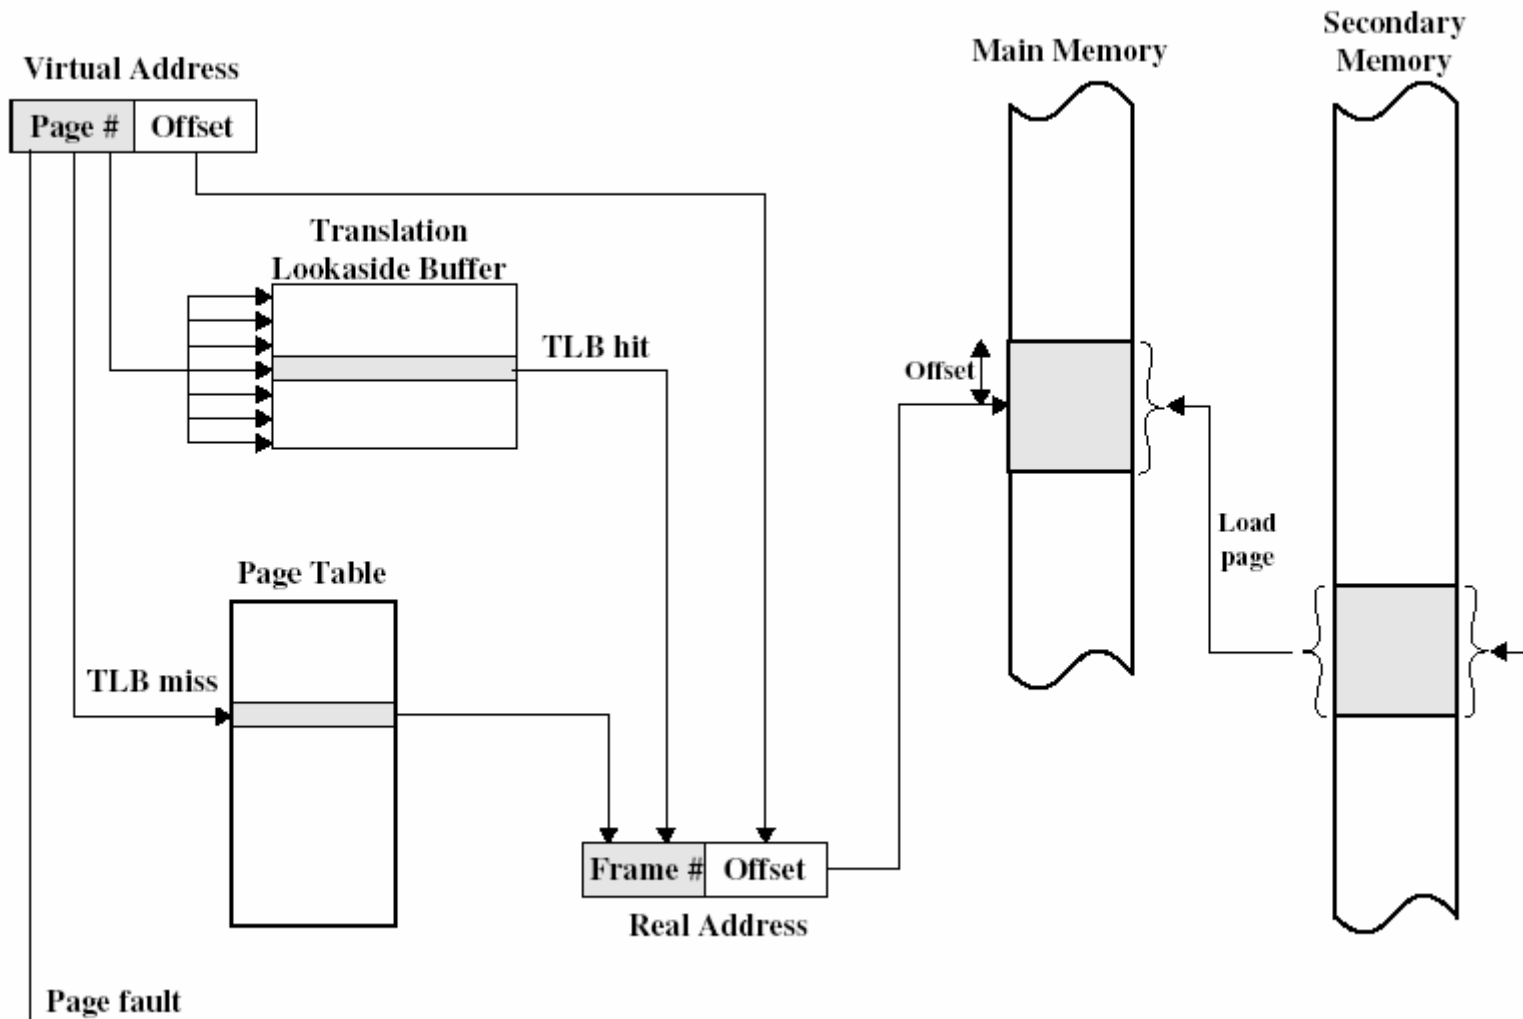 Virtual Address
Page #
Offset
Translation
Lookaside Buffer
TLB hit
Page Table
TLB miss
Frame #
Offset
Real Address
Page fault
Main Memory
Offset
Load
page
Secondary
Memory